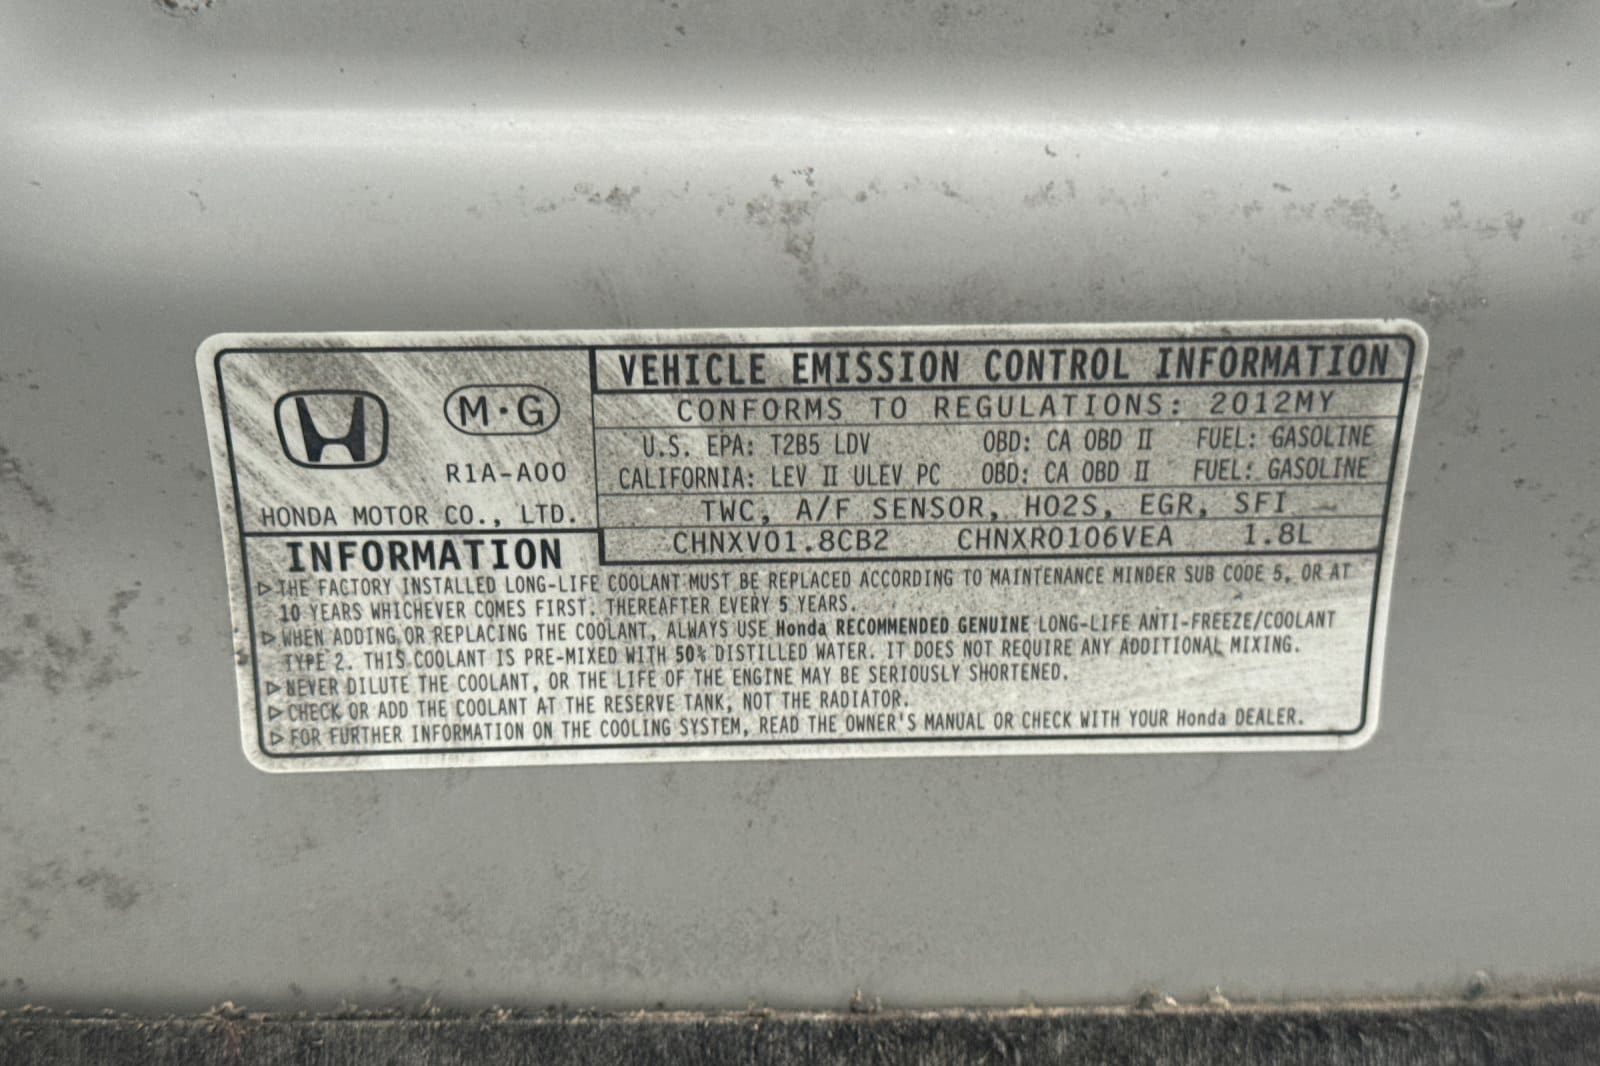 VEHICLE EMISSION CONTROL INFORMATION
M·G
CONFORMS TO REGULATIONS: 2012MY
U.S. EPA: T2B5 LDV OBD: CA OBD II FUEL: GASOLINE
R1A-A00
CALIFORNIA: LEV II ULEV PC OBD: CA OBD II FUEL: GASOLINE
HONDA MOTOR CO., LTD.
TWC, A/F SENSOR, HO2S, EGR, SFI
CHNXV01.8CB2 CHNXR0106VEA 1.8L
INFORMATION
▷THE FACTORY INSTALLED LONG-LIFE COOLANT MUST BE REPLACED ACCORDING TO MAINTENANCE MINDER SUB CODE 5, OR AT
10 YEARS WHICHEVER COMES FIRST. THEREAFTER EVERY 5 YEARS.
▷WHEN ADDING OR REPLACING THE COOLANT, ALWAYS USE Honda RECOMMENDED GENUINE LONG-LIFE ANTI-FREEZE/COOLANT
TYPE 2. THIS COOLANT IS PRE-MIXED WITH 50% DISTILLED WATER. IT DOES NOT REQUIRE ANY ADDITIONAL MIXING.
▷NEVER DILUTE THE COOLANT, OR THE LIFE OF THE ENGINE MAY BE SERIOUSLY SHORTENED.
▷CHECK OR ADD THE COOLANT AT THE RESERVE TANK, NOT THE RADIATOR.
▷FOR FURTHER INFORMATION ON THE COOLING SYSTEM, READ THE OWNER'S MANUAL OR CHECK WITH YOUR Honda DEALER.